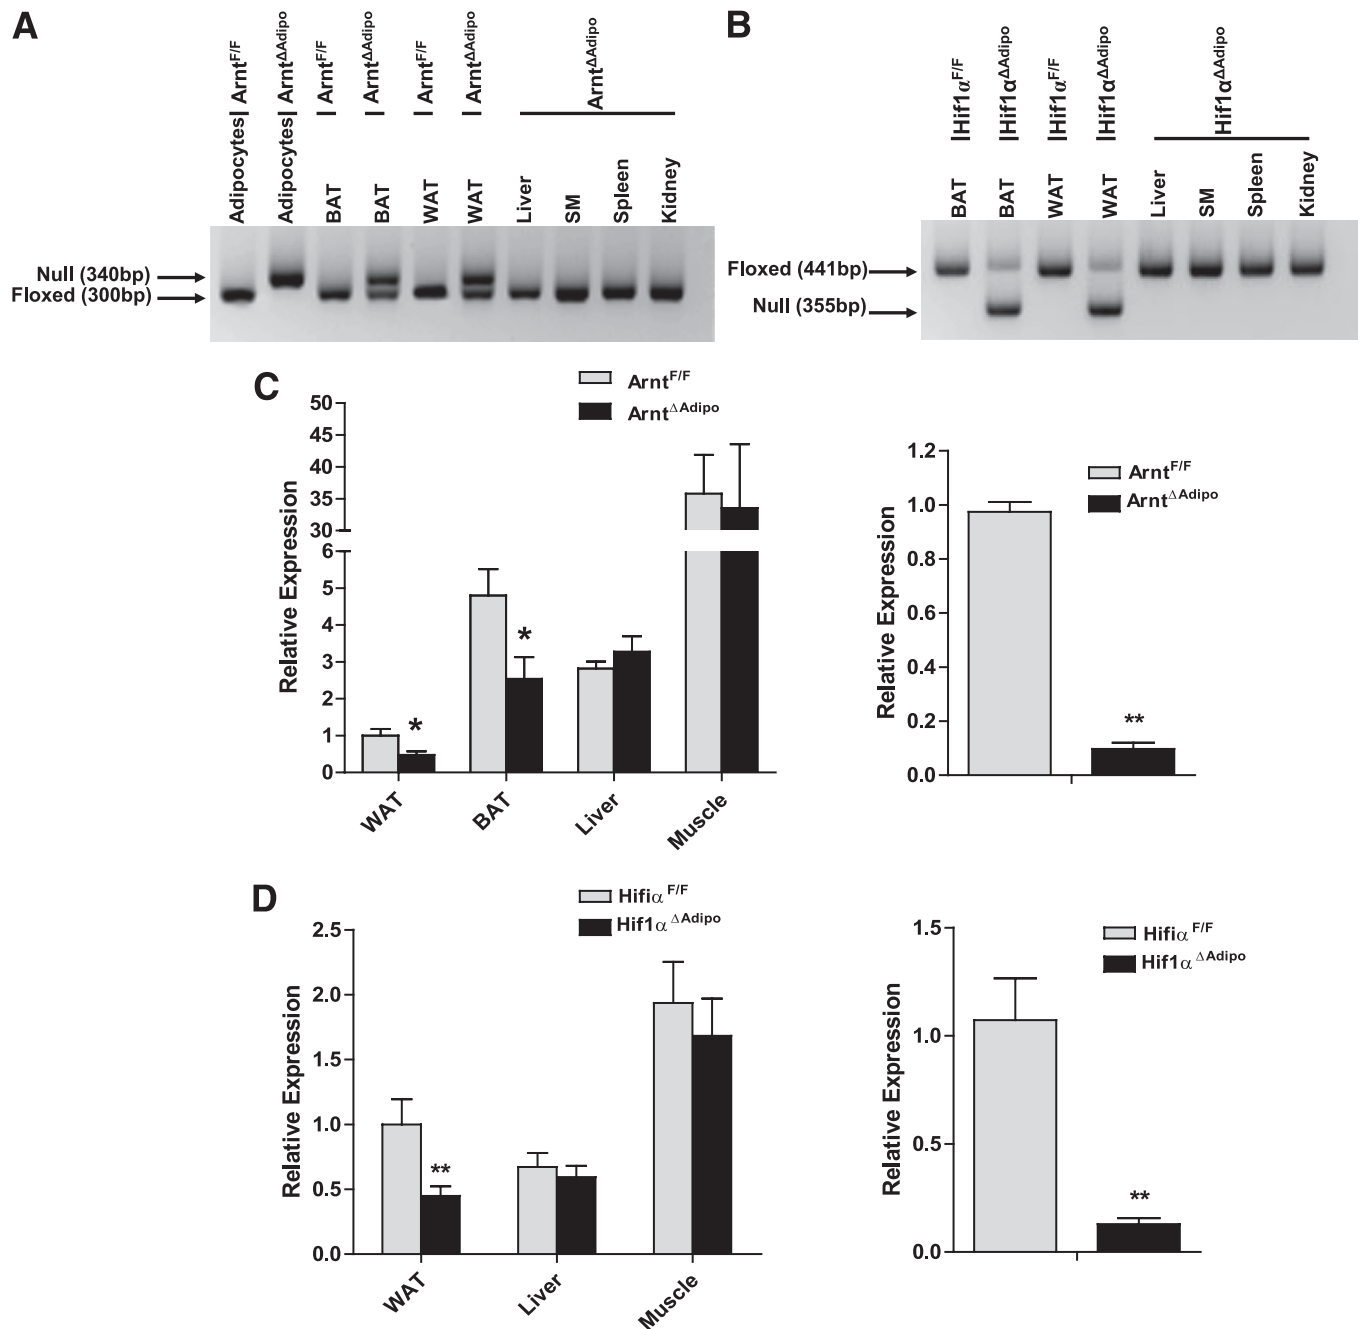 A
Adipocytes| Arnt^F/F
Adipocytes| Arnt^ΔAdipo
BAT | Arnt^F/F
BAT | Arnt^ΔAdipo
WAT | Arnt^F/F
WAT | Arnt^ΔAdipo
Arnt^ΔAdipo
Liver
SM
Spleen
Kidney
Null (340bp)
Floxed (300bp)
B
BAT |Hif1α^F/F
BAT |Hif1α^ΔAdipo
WAT |Hif1α^F/F
WAT |Hif1α^ΔAdipo
Hif1α^ΔAdipo
Liver
SM
Spleen
Kidney
Floxed (441bp)
Null (355bp)
C
Arnt^F/F
Arnt^ΔAdipo
Relative Expression
50
45
40
35
30
6
5
4
3
2
1
0
*
*
WAT
BAT
Liver
Muscle
Arnt^F/F
Arnt^ΔAdipo
Relative Expression
1.2
1.0
0.8
0.6
0.4
0.2
0.0
**
D
Hifiα^F/F
Hif1α^ΔAdipo
Relative Expression
2.5
2.0
1.5
1.0
0.5
0.0
**
WAT
Liver
Muscle
Hifiα^F/F
Hif1α^ΔAdipo
Relative Expression
1.5
1.0
0.5
0.0
**